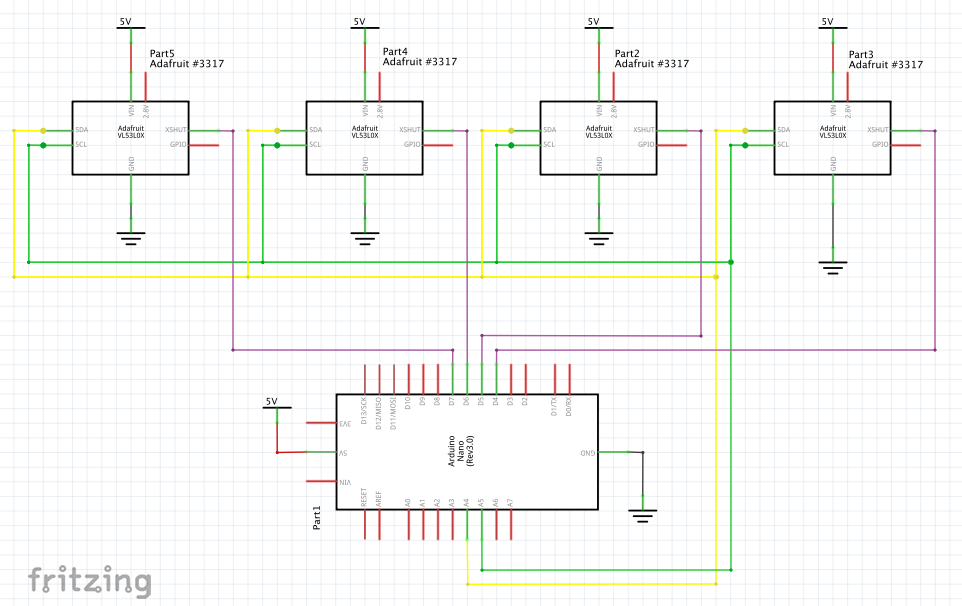 5V
5V
5V
5V
Part5
Adafruit #3317
Part4
Adafruit #3317
Part2
Adafruit #3317
Part3
Adafruit #3317
VIN
2.8V
SDA
SCL
Adafruit
VL53L0X
XSHUT
GPIO
GND
VIN
2.8V
SDA
SCL
Adafruit
VL53L0X
XSHUT
GPIO
GND
VIN
2.8V
SDA
SCL
Adafruit
VL53L0X
XSHUT
GPIO
GND
VIN
2.8V
SDA
SCL
Adafruit
VL53L0X
XSHUT
GPIO
GND
D13/SCK
D12/MISO
D11/MOSI
D10
D9
D8
D7
D6
D5
D4
D3
D2
D1/TX
D0/RX
5V
3V3
5V
VIN
Arduino
Nano
(Rev3.0)
GND
RESET
AREF
A0
A1
A2
A3
A4
A5
A6
A7
Part1
fritzing